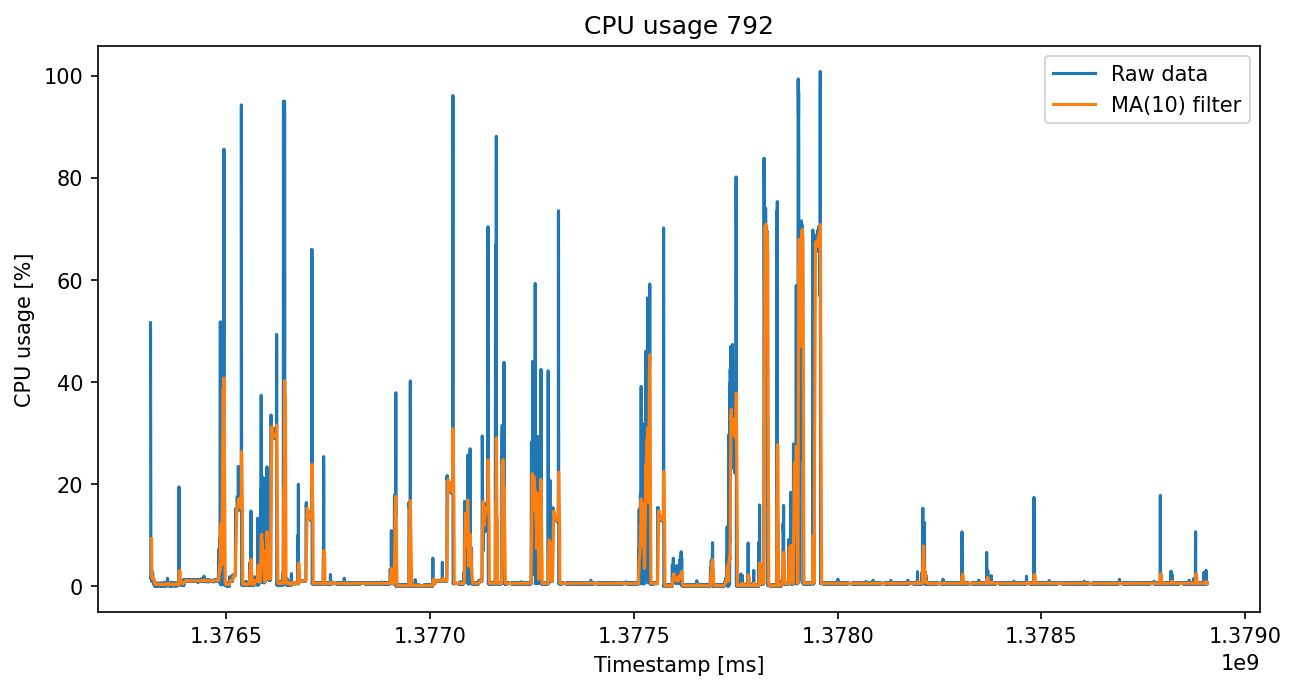 CPU usage 792
Raw data
MA(10) filter
CPU usage [%]
100
80
60
40
20
0
1.3765
1.3770
1.3775
1.3780
1.3785
1.3790
1e9
Timestamp [ms]